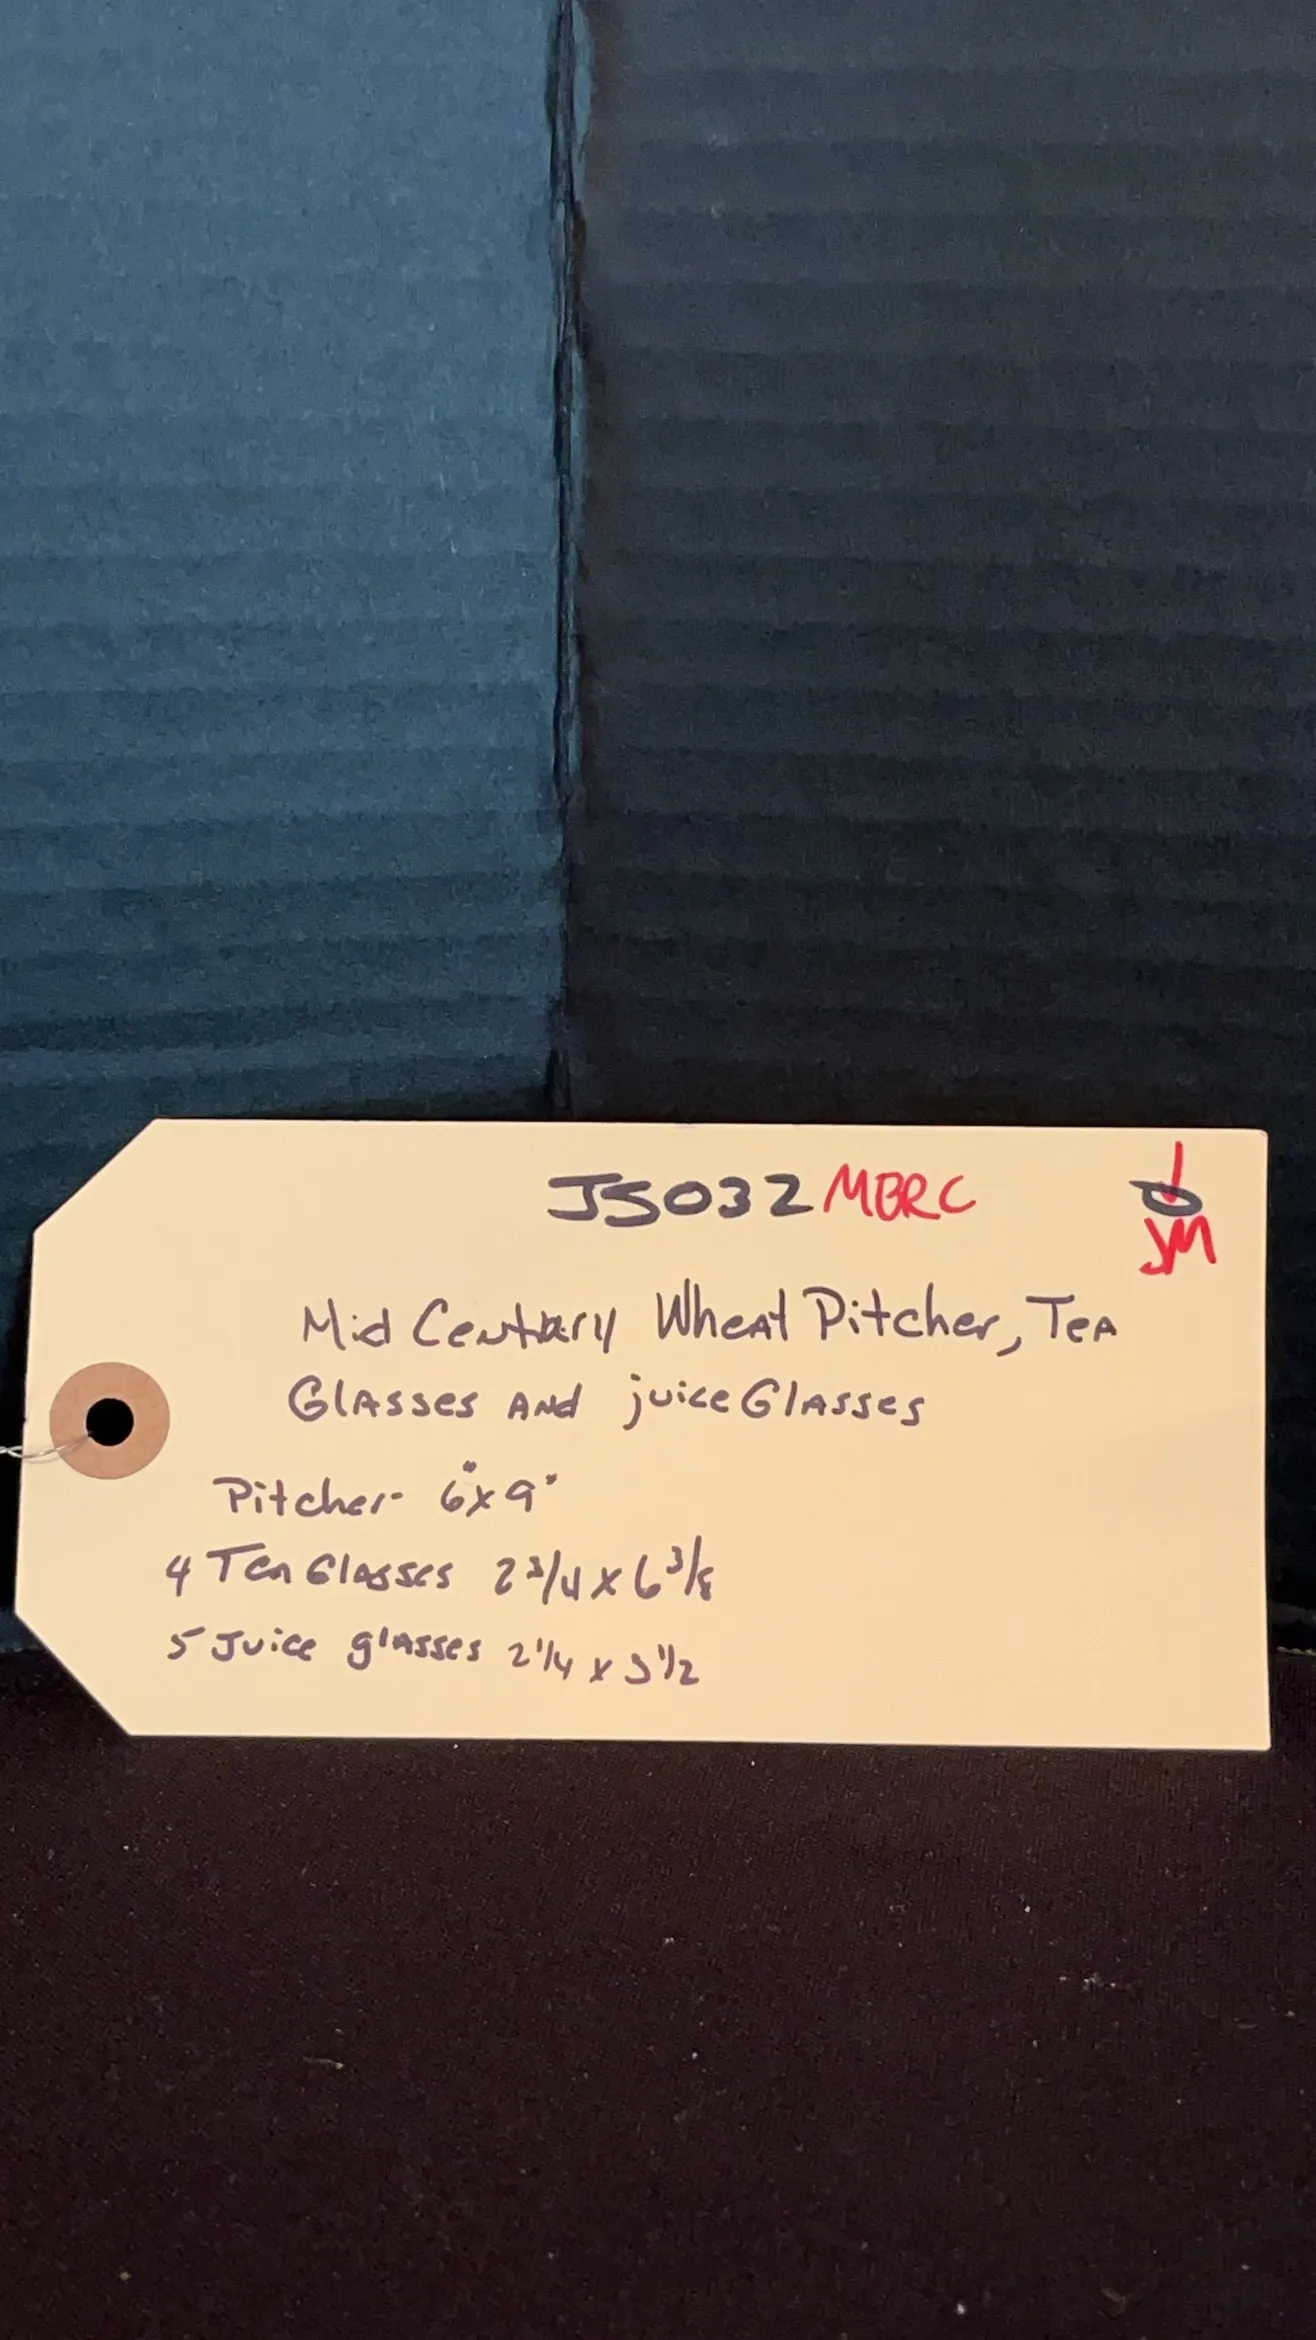 JS032 MBRC
JM
Mid Century Wheat Pitcher, Tea
Glasses and juice Glasses
Pitcher- 6"x9"
4 Tea Glasses 2 3/4 x 6 3/8
5 Juice glasses 2 1/4 x 3 1/2